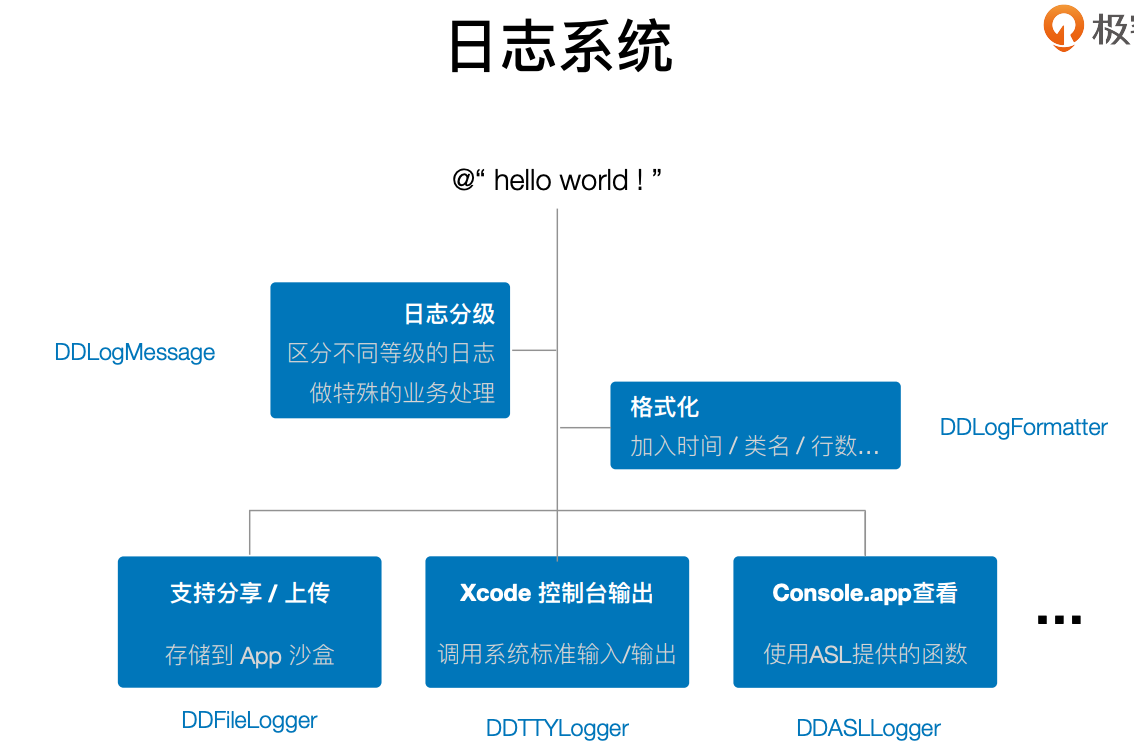 日志系统
极客
@“ hello world ! ”
日志分级
区分不同等级的日志
做特殊的业务处理
DDLogMessage
格式化
加入时间 / 类名 / 行数...
DDLogFormatter
支持分享 / 上传
存储到 App 沙盒
DDFileLogger
Xcode 控制台输出
调用系统标准输入/输出
DDTTYLogger
Console.app查看
使用ASL提供的函数
DDASLLogger
...